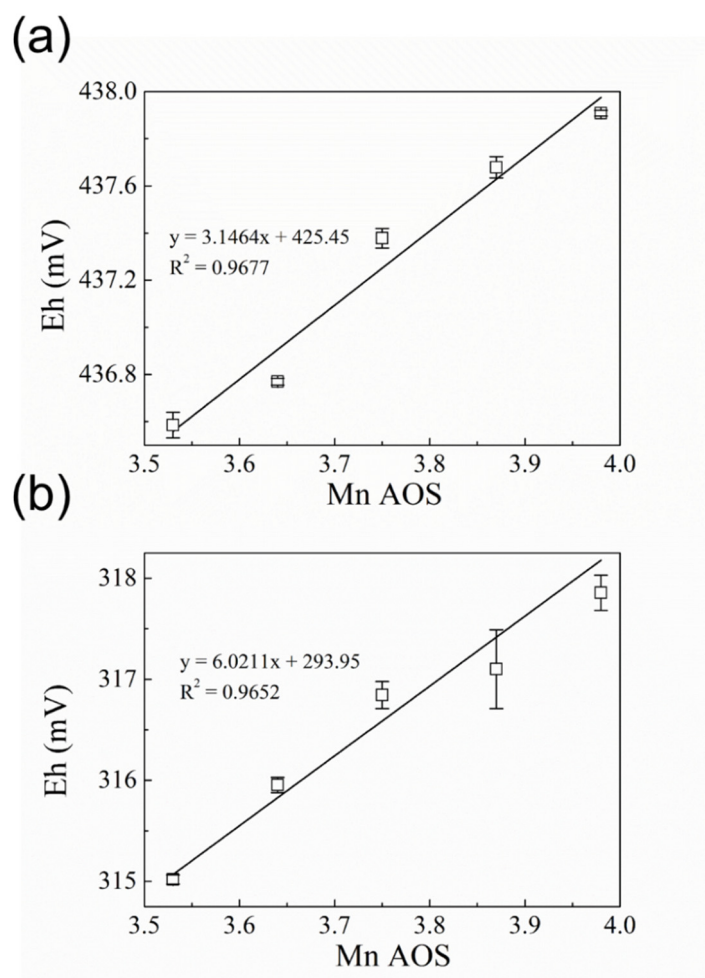 (a)
438.0
437.6
437.2
436.8
Eh (mV)
y = 3.1464x + 425.45
R² = 0.9677
3.5 3.6 3.7 3.8 3.9 4.0
Mn AOS
(b)
318
317
316
315
Eh (mV)
y = 6.0211x + 293.95
R² = 0.9652
3.5 3.6 3.7 3.8 3.9 4.0
Mn AOS